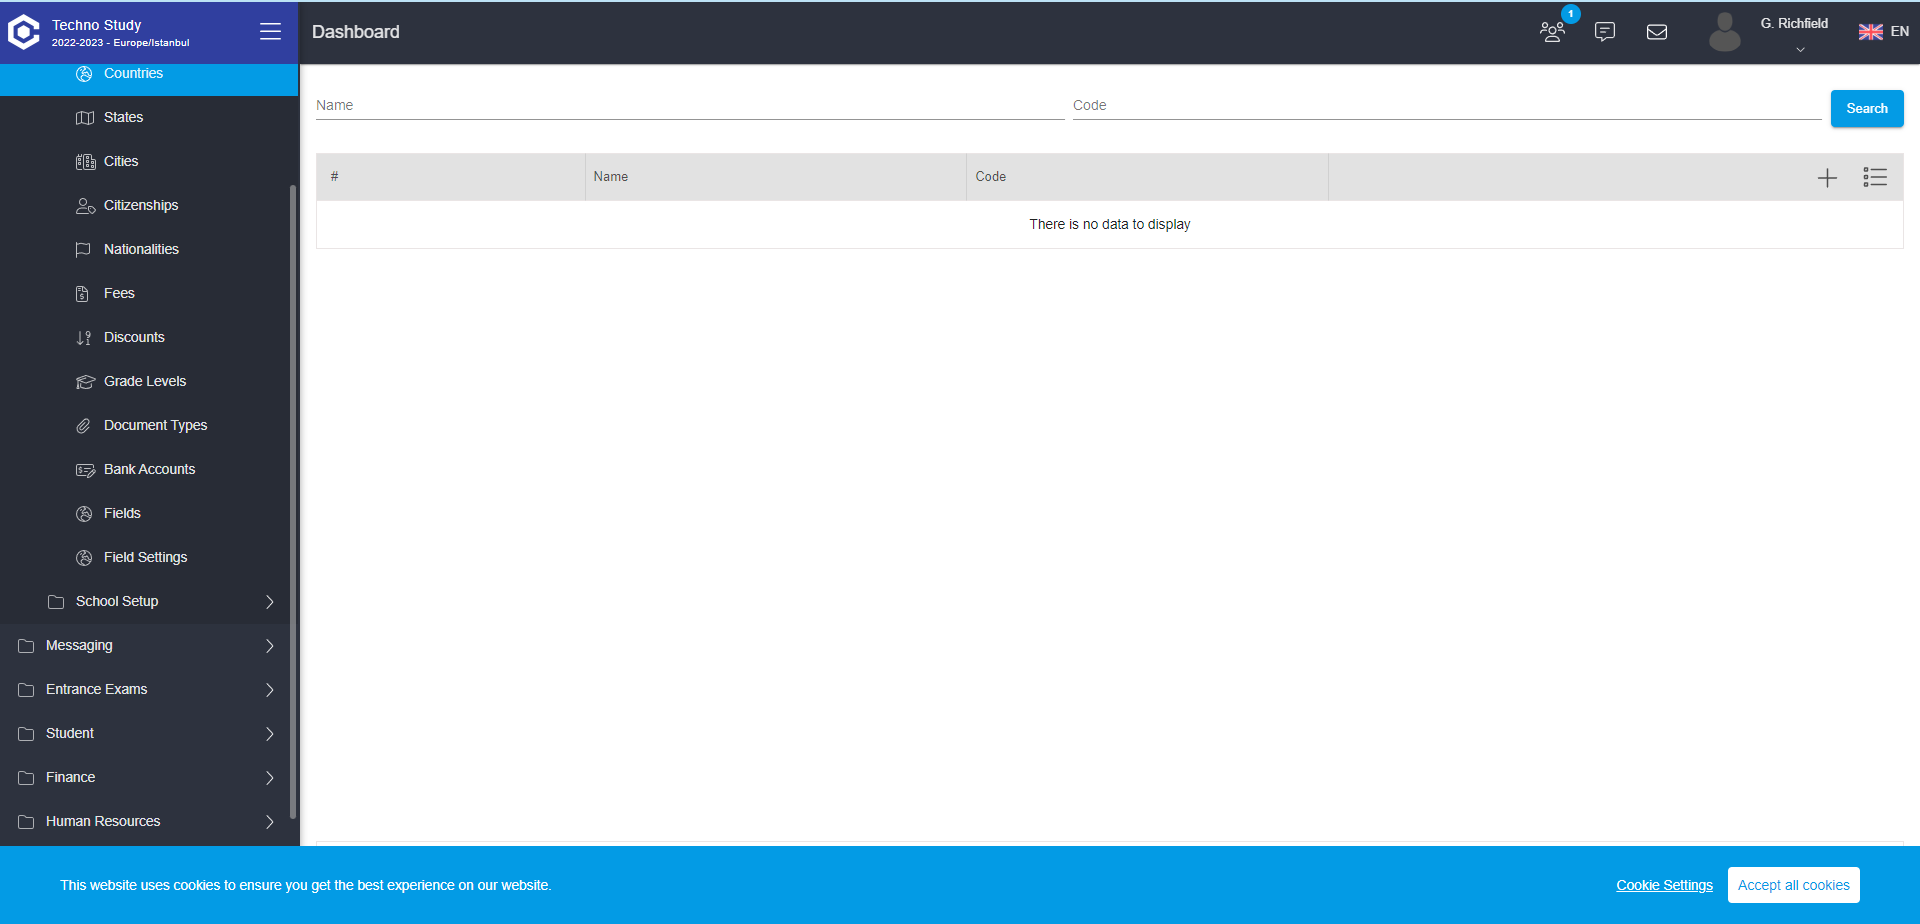 Techno Study
2022-2023 - Europe/Istanbul
Dashboard
1
G. Richfield
EN
Countries
States
Cities
Citizenships
Nationalities
Fees
Discounts
Grade Levels
Document Types
Bank Accounts
Fields
Field Settings
School Setup
Messaging
Entrance Exams
Student
Finance
Human Resources
Name Code Search
# Name Code
There is no data to display
This website uses cookies to ensure you get the best experience on our website.
Cookie Settings Accept all cookies